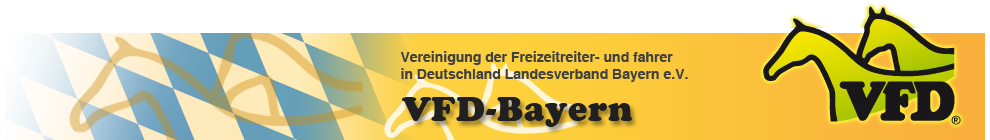 Vereinigung der Freizeitreiter- und fahrer
in Deutschland Landesverband Bayern e.V.
VFD-Bayern
VFD®